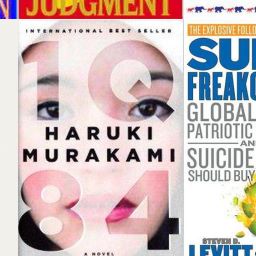 JUDGMENT
INTERNATIONAL BEST SELLER
1Q
HARUKI
MURAKAMI
84
A NOVEL
THE EXPLOSIVE FOLLO
SUP
FREAKO
GLOBAL
PATRIOTIC
AN
SUICIDE
SHOULD BUY
STEVEN D.
LEVITT